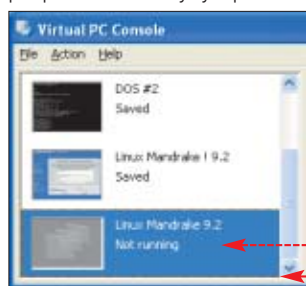 Virtual PC Console
File Action Help
DOS #2
Saved
Linux Mandrake ! 9.2
Saved
Linux Mandrake 9.2
Not running